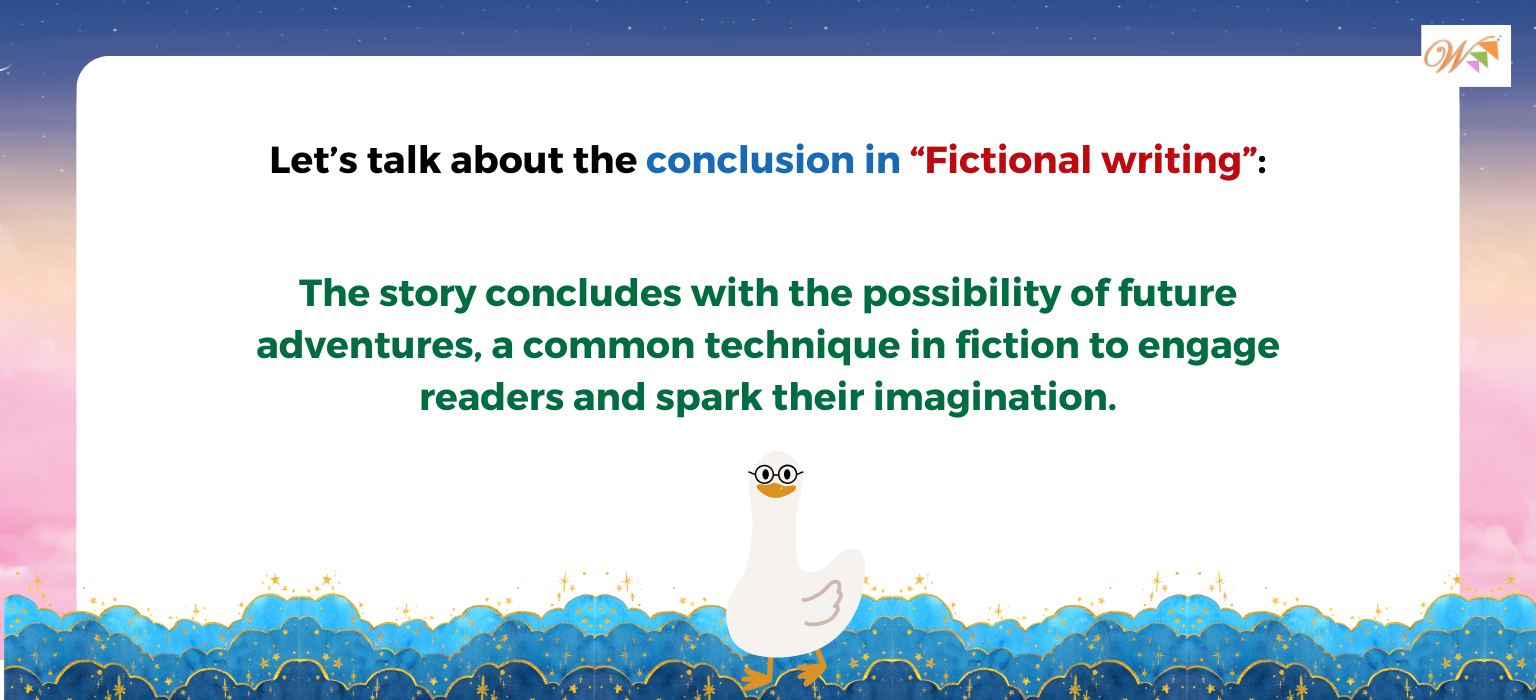 W
Let’s talk about the conclusion in “Fictional writing”:
The story concludes with the possibility of future
adventures, a common technique in fiction to engage
readers and spark their imagination.